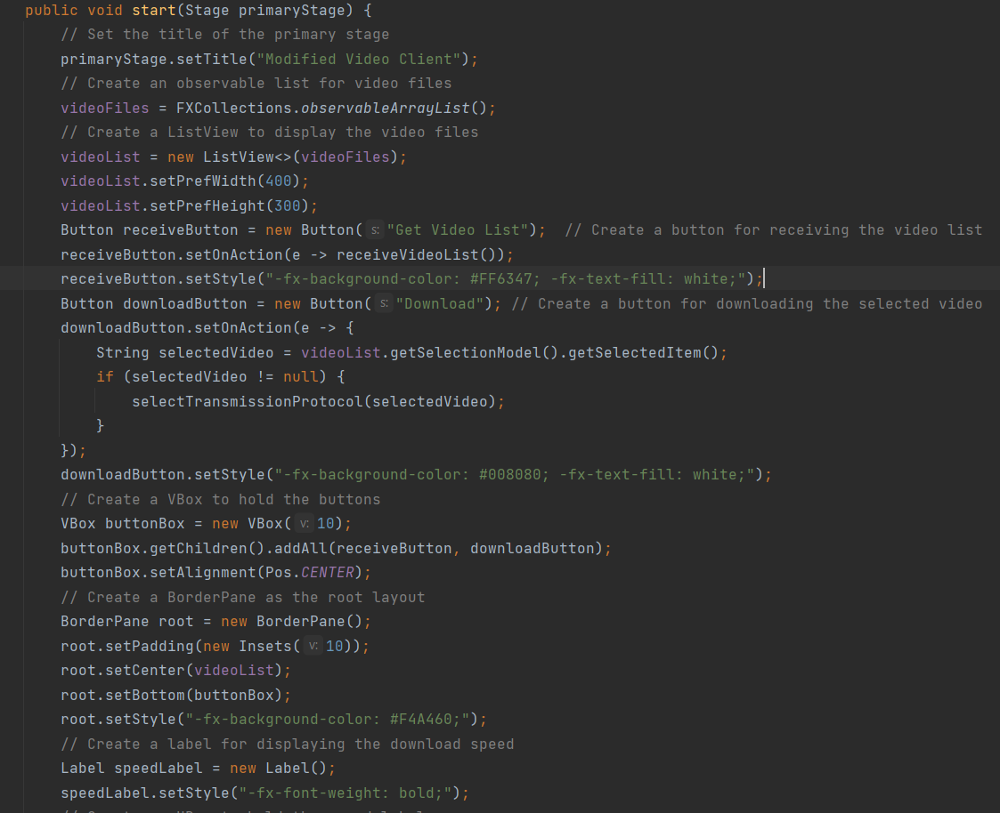 public void start(Stage primaryStage) {
// Set the title of the primary stage
primaryStage.setTitle("Modified Video Client");
// Create an observable list for video files
videoFiles = FXCollections.observableArrayList();
// Create a ListView to display the video files
videoList = new ListView<>(videoFiles);
videoList.setPrefWidth(400);
videoList.setPrefHeight(300);
Button receiveButton = new Button( s: "Get Video List");  // Create a button for receiving the video list
receiveButton.setOnAction(e -> receiveVideoList());
receiveButton.setStyle("-fx-background-color: #FF6347; -fx-text-fill: white;");
Button downloadButton = new Button( s: "Download"); // Create a button for downloading the selected video
downloadButton.setOnAction(e -> {
String selectedVideo = videoList.getSelectionModel().getSelectedItem();
if (selectedVideo != null) {
selectTransmissionProtocol(selectedVideo);
}
});
downloadButton.setStyle("-fx-background-color: #008080; -fx-text-fill: white;");
// Create a VBox to hold the buttons
VBox buttonBox = new VBox( v: 10);
buttonBox.getChildren().addAll(receiveButton, downloadButton);
buttonBox.setAlignment(Pos.CENTER);
// Create a BorderPane as the root layout
BorderPane root = new BorderPane();
root.setPadding(new Insets( v: 10));
root.setCenter(videoList);
root.setBottom(buttonBox);
root.setStyle("-fx-background-color: #F4A460;");
// Create a label for displaying the download speed
Label speedLabel = new Label();
speedLabel.setStyle("-fx-font-weight: bold;");